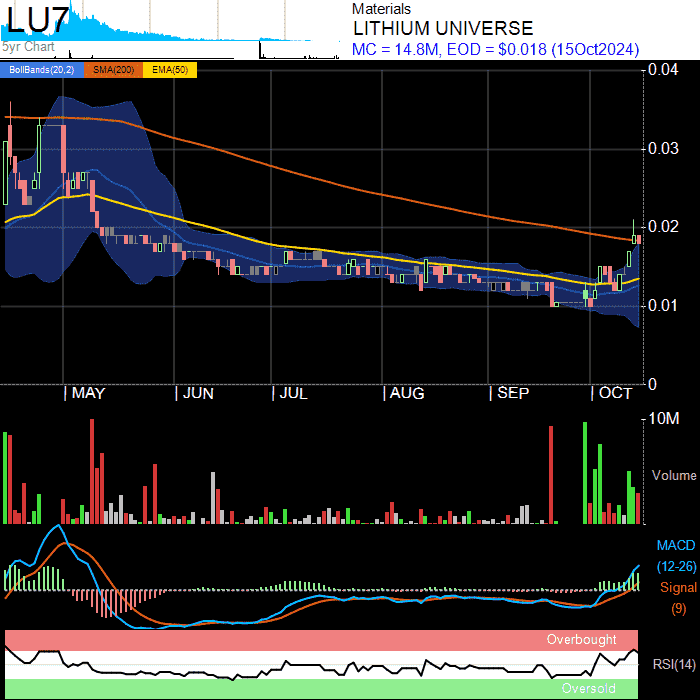 LU7
5yr Chart
Materials
LITHIUM UNIVERSE
MC = 14.8M, EOD = $0.018 (15Oct2024)
BollBands(20,2) SMA(200) EMA(50)
0.04
0.03
0.02
0.01
0
| MAY | JUN | JUL | AUG | SEP | OCT
10M
Volume
MACD
(12-26)
Signal
(9)
Overbought
RSI(14)
Oversold